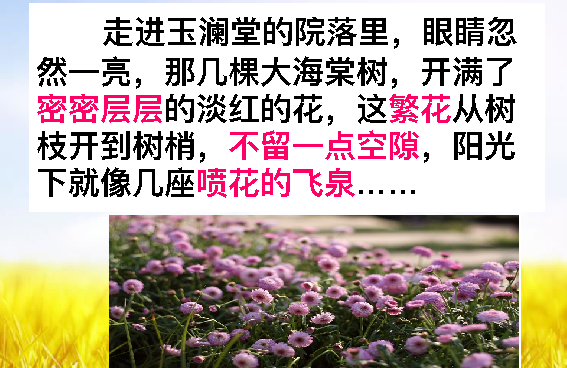 走进玉澜堂的院落里，眼睛忽
然一亮，那几棵大海棠树，开满了
密密层层的淡红的花，这繁花从树
枝开到树梢，不留一点空隙，阳光
下就像几座喷花的飞泉……